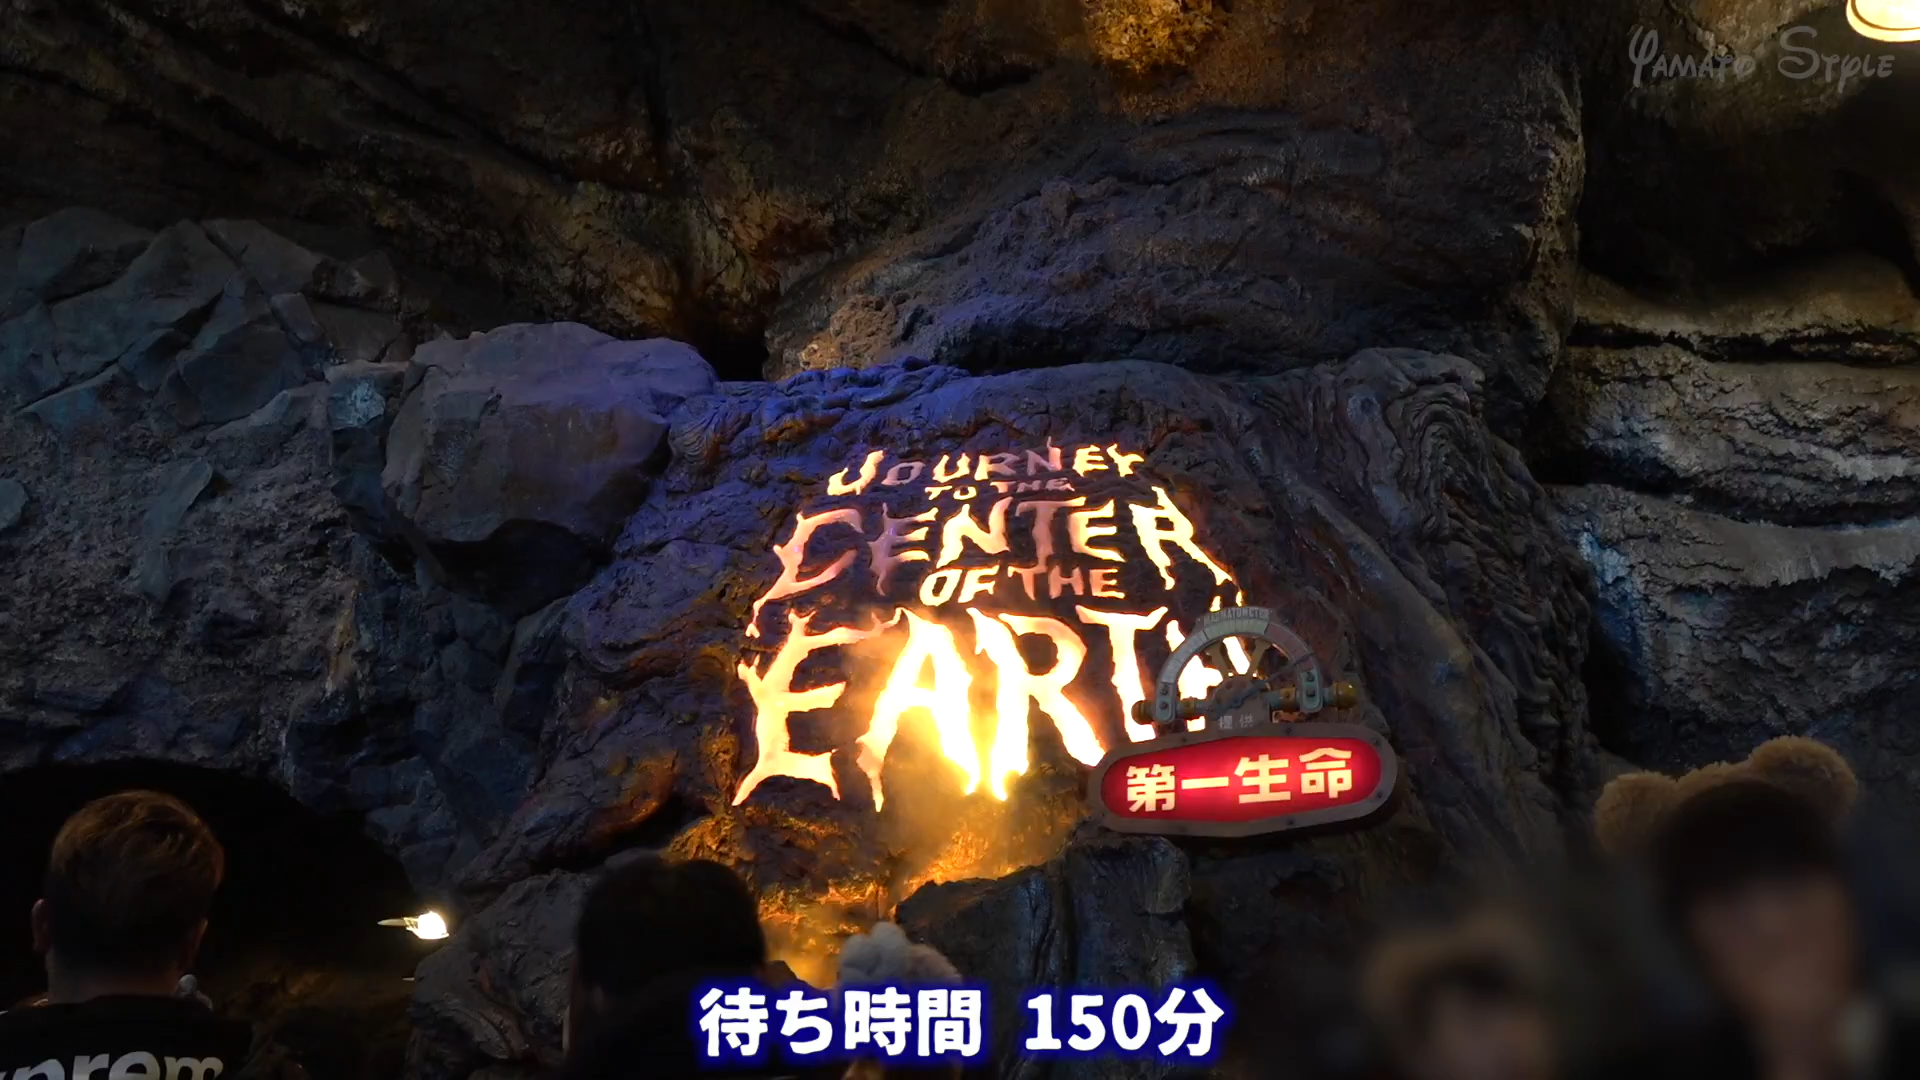 Yamato Style
JOURNEY
TO THE
CENTER
OF THE
EARTH
提供
第一生命
待ち時間 150分